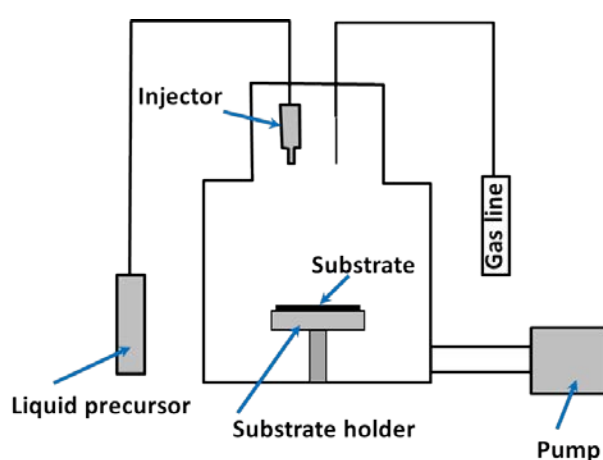 Injector
Gas line
Substrate
Liquid precursor
Substrate holder
Pump